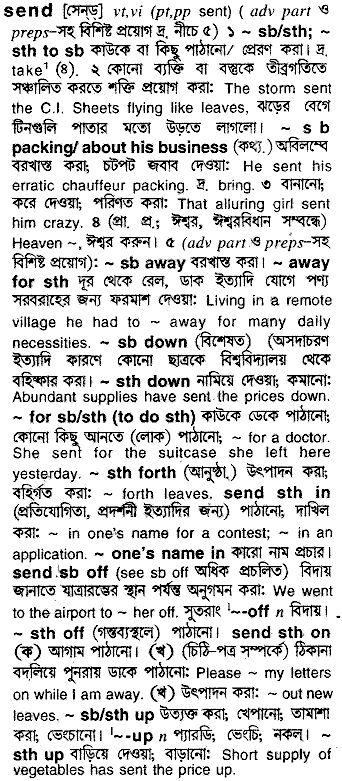 send [সেন্‌ড্] vt,vi (pt,pp sent) ( adv part ও
preps-সহ বিশিষ্ট প্রয়োগ দ্র. নীচে ৫) ১ ~ sb/sth; ~
sth to sb কাউকে বা কিছু পাঠানো/ প্রেরণ করা। দ্র.
take¹ (৪). ২ কোনো ব্যক্তি বা বস্তুকে তীব্রগতিতে
সঞ্চালিত করতে শক্তি প্রয়োগ করা: The storm sent
the C.I. Sheets flying like leaves, ঝড়ের বেগে
টিনগুলি পাতার মতো উড়তে লাগলো। ~ s b
packing/ about his business (কথ্য.) অবিলম্বে
বরখাস্ত করা; চটপট জবাব দেওয়া: He sent his
erratic chauffeur packing. দ্র. bring. ৩ বানানো;
করে দেওয়া; পরিণত করা: That alluring girl sent
him crazy. ৪ (প্রা. প্র.; ঈশ্বর, ঈশ্বরবিধান সম্বন্ধে)
Heaven ~, ঈশ্বর করুন। ৫ (adv part ও preps-সহ
বিশিষ্ট প্রয়োগ): ~ sb away বরখাস্ত করা। ~ away
for sth দূর থেকে রেল, ডাক ইত্যাদি যোগে পণ্য
সরবরাহের জন্য ফরমাশ দেওয়া: Living in a remote
village he had to ~ away for many daily
necessities. ~ sb down (বিশেষত) (অসদাচরণ
ইত্যাদি কারণে কোনো ছাত্রকে বিশ্ববিদ্যালয় থেকে
বহিষ্কার করা। ~ sth down নামিয়ে দেওয়া; কমানো:
Abundant supplies have sent the prices down.
~ for sb/sth (to do sth) কাউকে ডেকে পাঠানো;
কোনো কিছু আনতে (লোক) পাঠানো; ~ for a doctor.
She sent for the suitcase she left here
yesterday. ~ sth forth (আনুষ্ঠা.) উৎপাদন করা;
বহির্গত করা: ~ forth leaves. send sth in
(প্রতিযোগিতা, প্রদর্শনী ইত্যাদির জন্য) পাঠানো; দাখিল
করা: ~ in one's name for a contest; ~ in an
application. ~ one's name in কারো নাম প্রচার।
send sb off (see sb off অধিক প্রচলিত) বিদায়
জানাতে যাত্রারম্ভের স্থান পর্যন্ত অনুগমন করা: We went
to the airport to ~ her off. সুতরাং ˈ~-off n বিদায়।
~ sth off (গন্তব্যস্থলে) পাঠানো। send sth on
(ক) আগাম পাঠানো। (খ) (চিঠি-পত্র সম্পর্কে) ঠিকানা
বদলিয়ে পুনরায় ডাকে পাঠানো: Please ~ my letters
on while I am away. (খ) উৎপাদন করা: ~ out new
leaves. ~ sb/sth up উত্যক্ত করা, খেপানো; তামাশা
করা; ভেংচানো। ˈ~-up n প্যারডি; ভেংচি; নকল। ~
sth up বাড়িয়ে দেওয়া; বাড়ানো: Short supply of
vegetables has sent the price up.